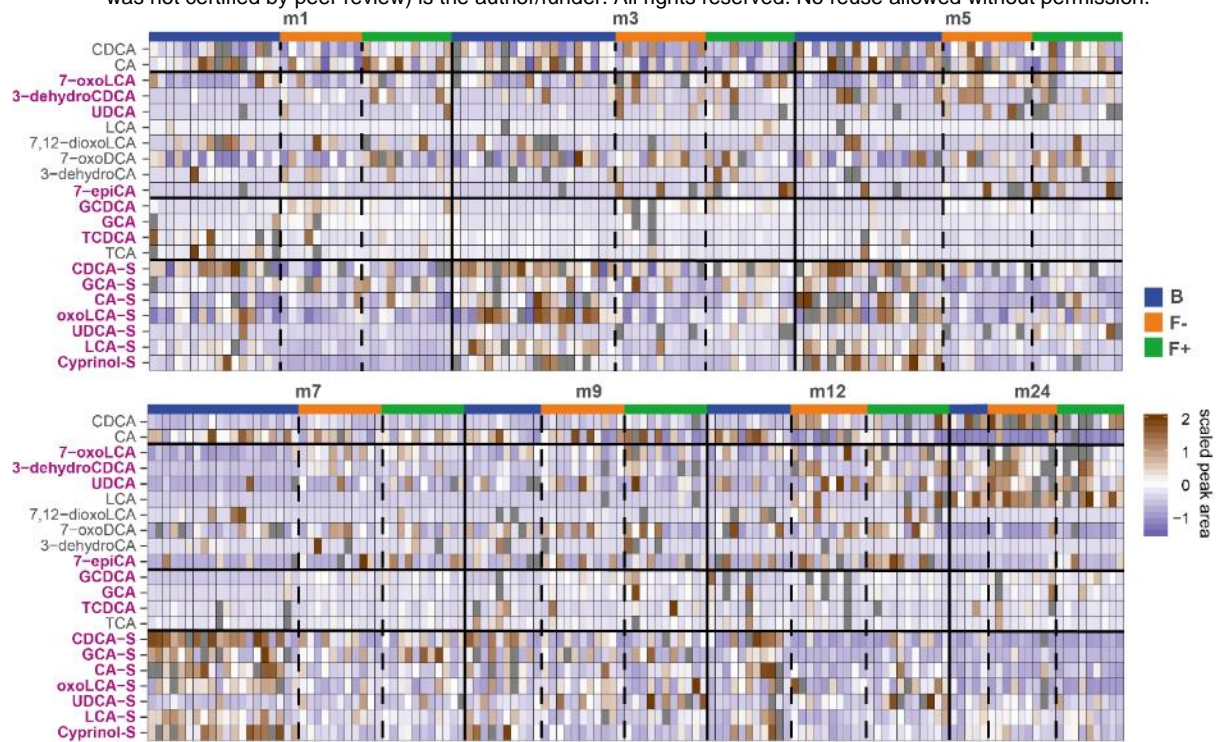 was not certified by peer review) is the author/funder. All rights reserved. No reuse allowed without permission.
m1 m3 m5
CDCA
CA
7-oxoLCA
3-dehydroCDCA
UDCA
LCA
7,12-dioxoLCA
7-oxoDCA
3-dehydroCA
7-epiCA
GCDCA
GCA
TCDCA
TCA
CDCA-S
GCA-S
CA-S
oxoLCA-S
UDCA-S
LCA-S
Cyprinol-S
B
F-
F+
m7 m9 m12 m24
CDCA
CA
7-oxoLCA
3-dehydroCDCA
UDCA
LCA
7,12-dioxoLCA
7-oxoDCA
3-dehydroCA
7-epiCA
GCDCA
GCA
TCDCA
TCA
CDCA-S
GCA-S
CA-S
oxoLCA-S
UDCA-S
LCA-S
Cyprinol-S
2
1
0
-1
scaled peak area